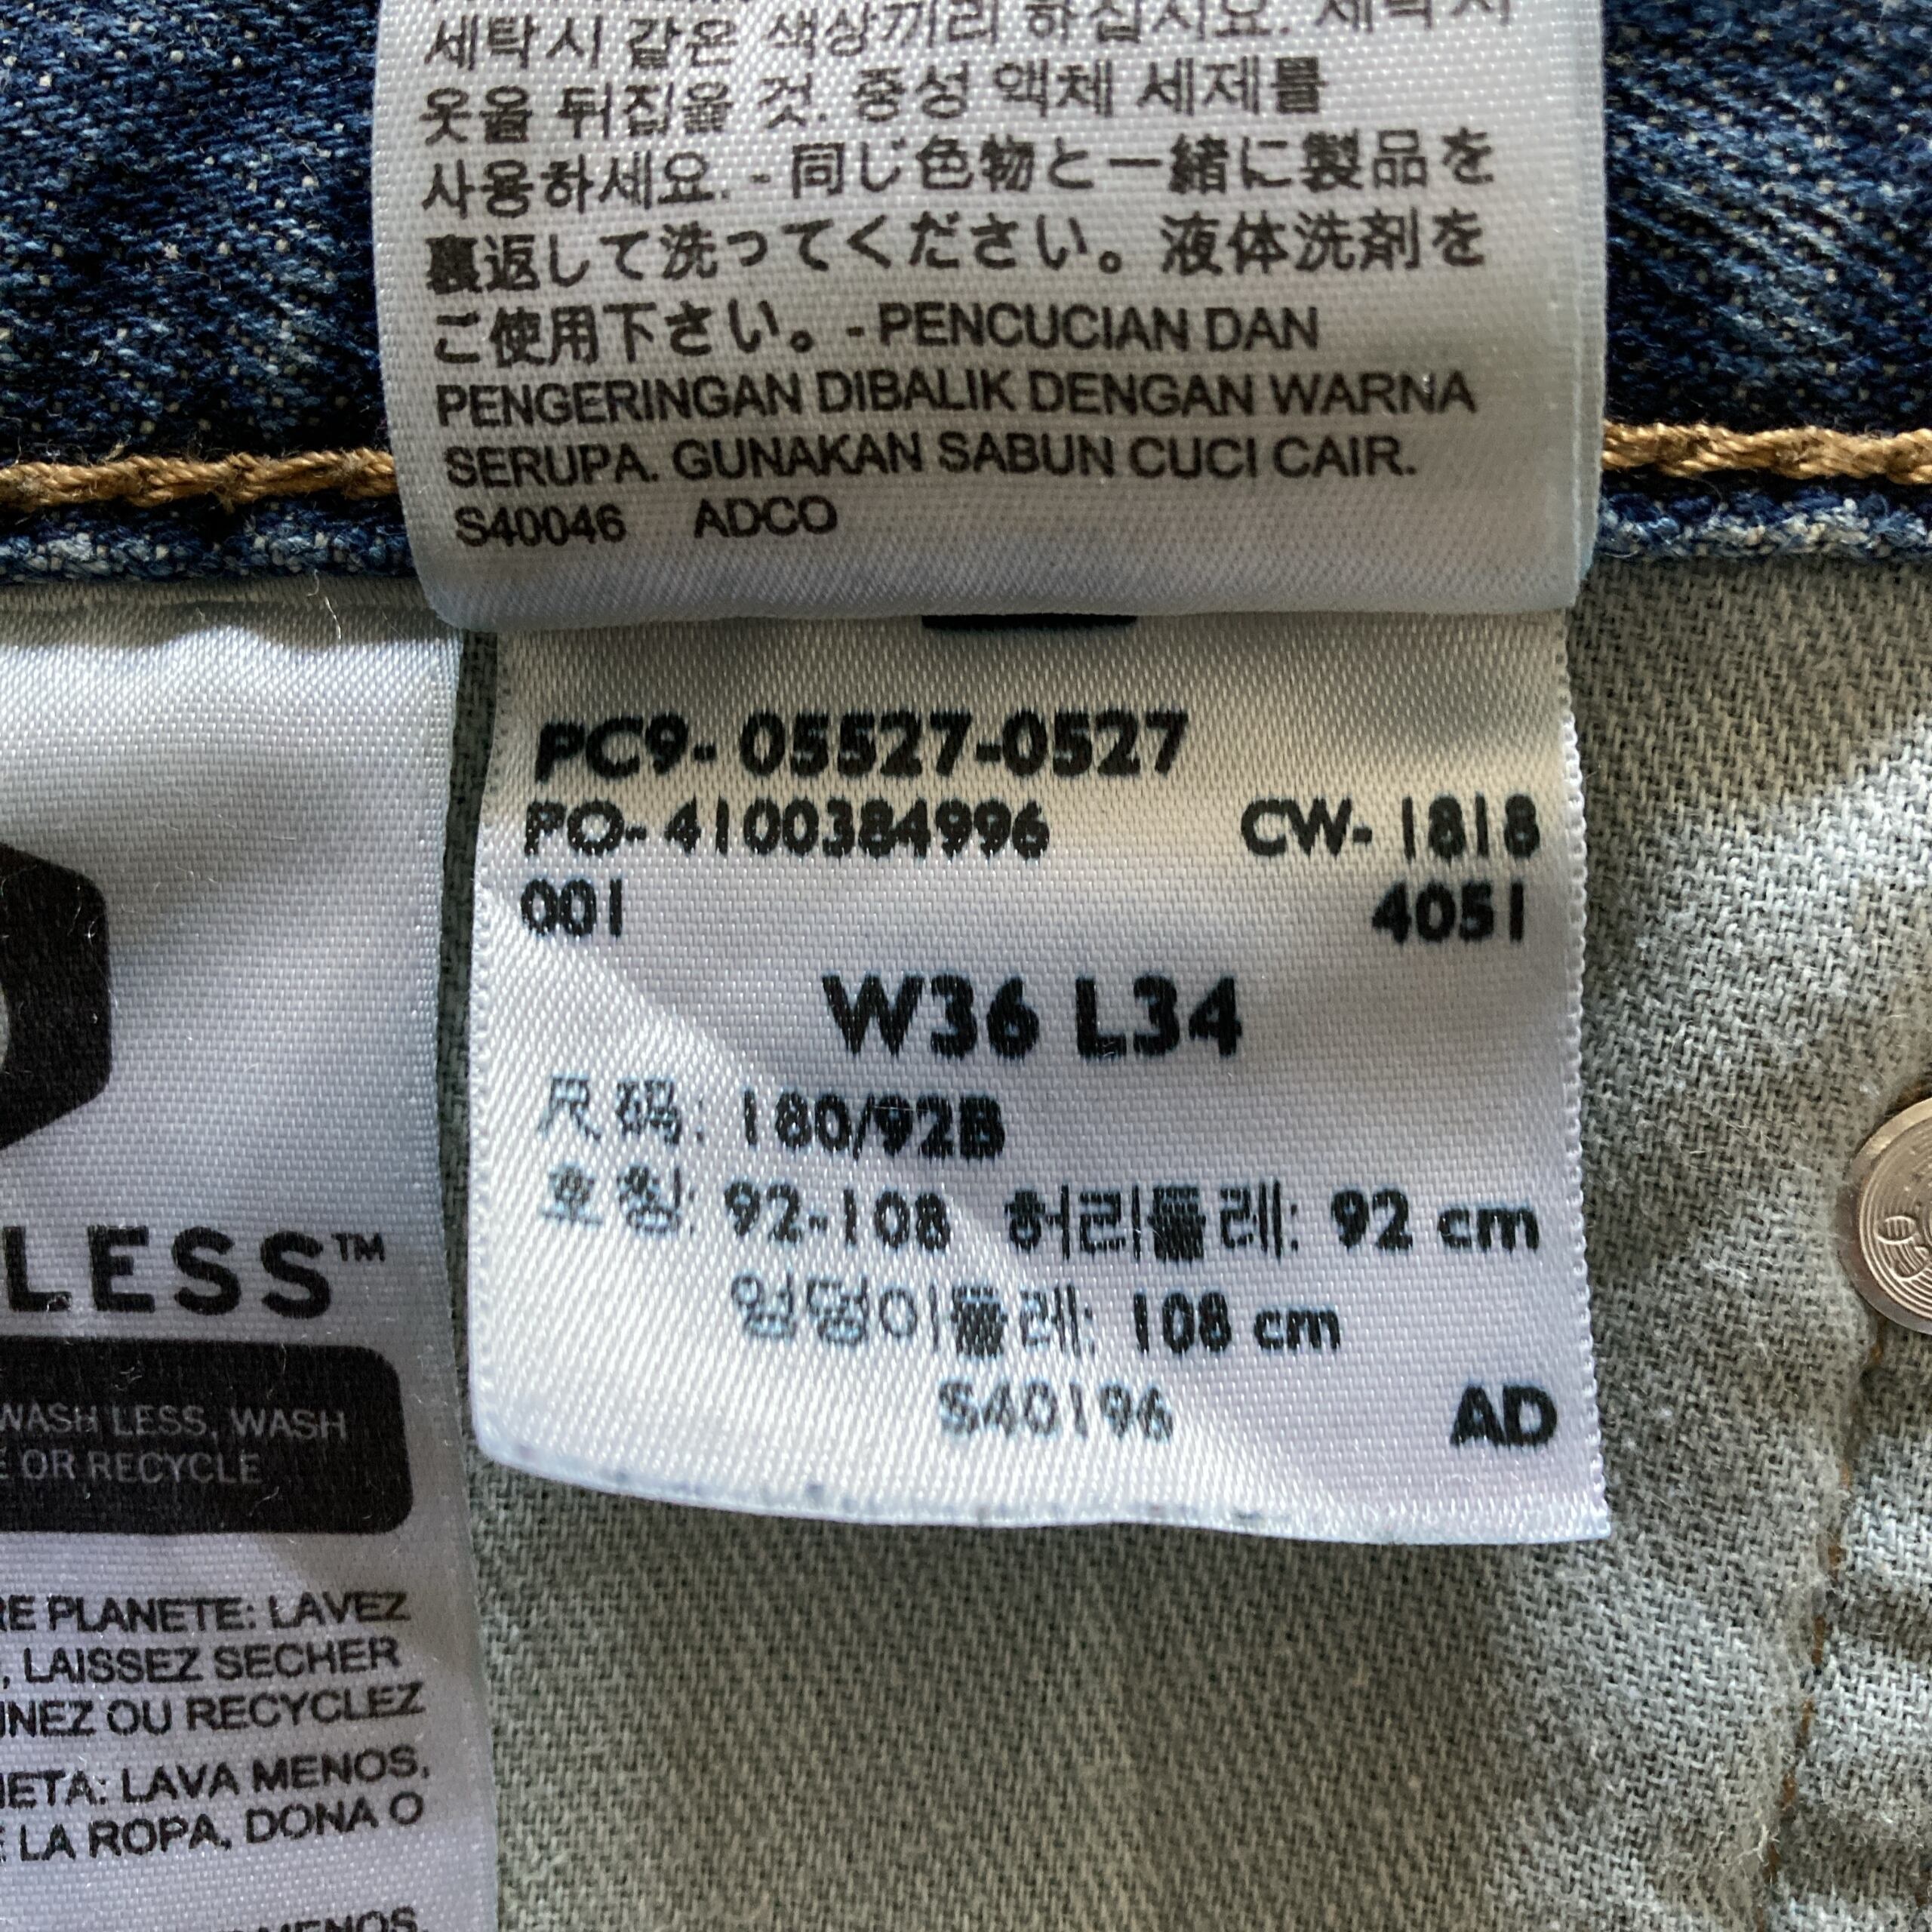 세탁시 같은 색상끼리 하십시요. 세탁시
옷을 뒤집을 것. 중성 액체 세제를
사용하세요. - 同じ色物と一緒に製品を
裏返して洗ってください。液体洗剤を
ご使用下さい。- PENCUCIAN DAN
PENGERINGAN DIBALIK DENGAN WARNA
SERUPA. GUNAKAN SABUN CUCI CAIR.
S40046 ADCO
PC9- 05527-0527
PO- 4100384996 CW- 1818
001 4051
W36 L34
尺码: 180/92B
호칭: 92-108 허리둘레: 92 cm
엉덩이둘레: 108 cm
S40196 AD
LESS™
WASH LESS, WASH
OR RECYCLE
PLANETE: LAVEZ
, LAISSEZ SECHER
OU RECYCLEZ
LAVA MENOS,
LA ROPA, DONA O